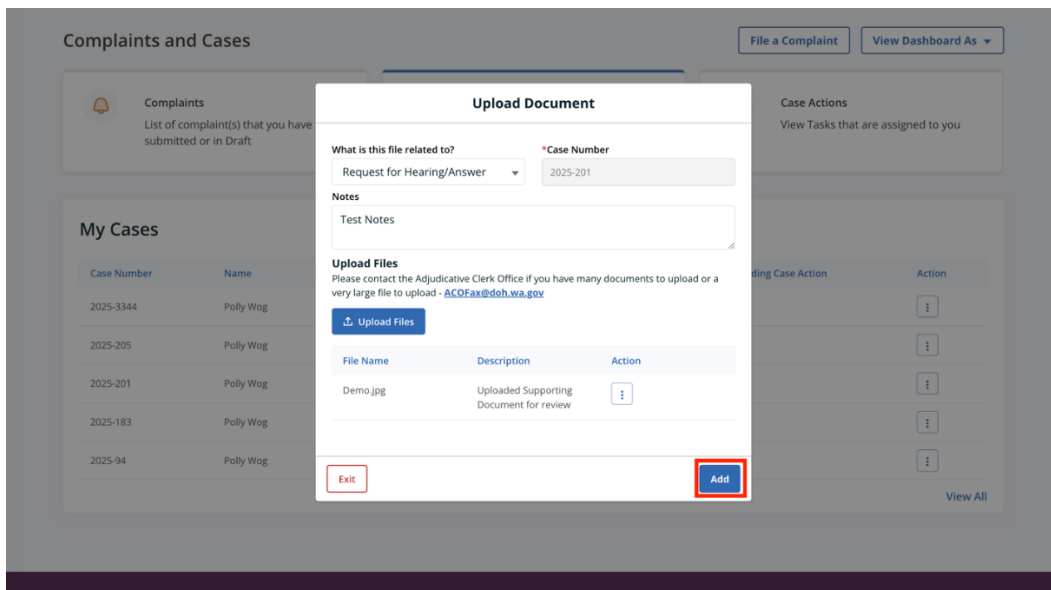 Complaints and Cases
File a Complaint
View Dashboard As
Complaints
List of complaint(s) that you have
submitted or in Draft
Case Actions
View Tasks that are assigned to you
Upload Document
What is this file related to?
*Case Number
Request for Hearing/Answer
2025-201
Notes
Test Notes
Upload Files
Please contact the Adjudicative Clerk Office if you have many documents to upload or a
very large file to upload - ACOFax@doh.wa.gov
Upload Files
File Name Description Action
Demo.jpg Uploaded Supporting
Document for review
Exit
Add
My Cases
Case Number Name ding Case Action Action
2025-3344 Polly Wog
2025-205 Polly Wog
2025-201 Polly Wog
2025-183 Polly Wog
2025-94 Polly Wog
View All